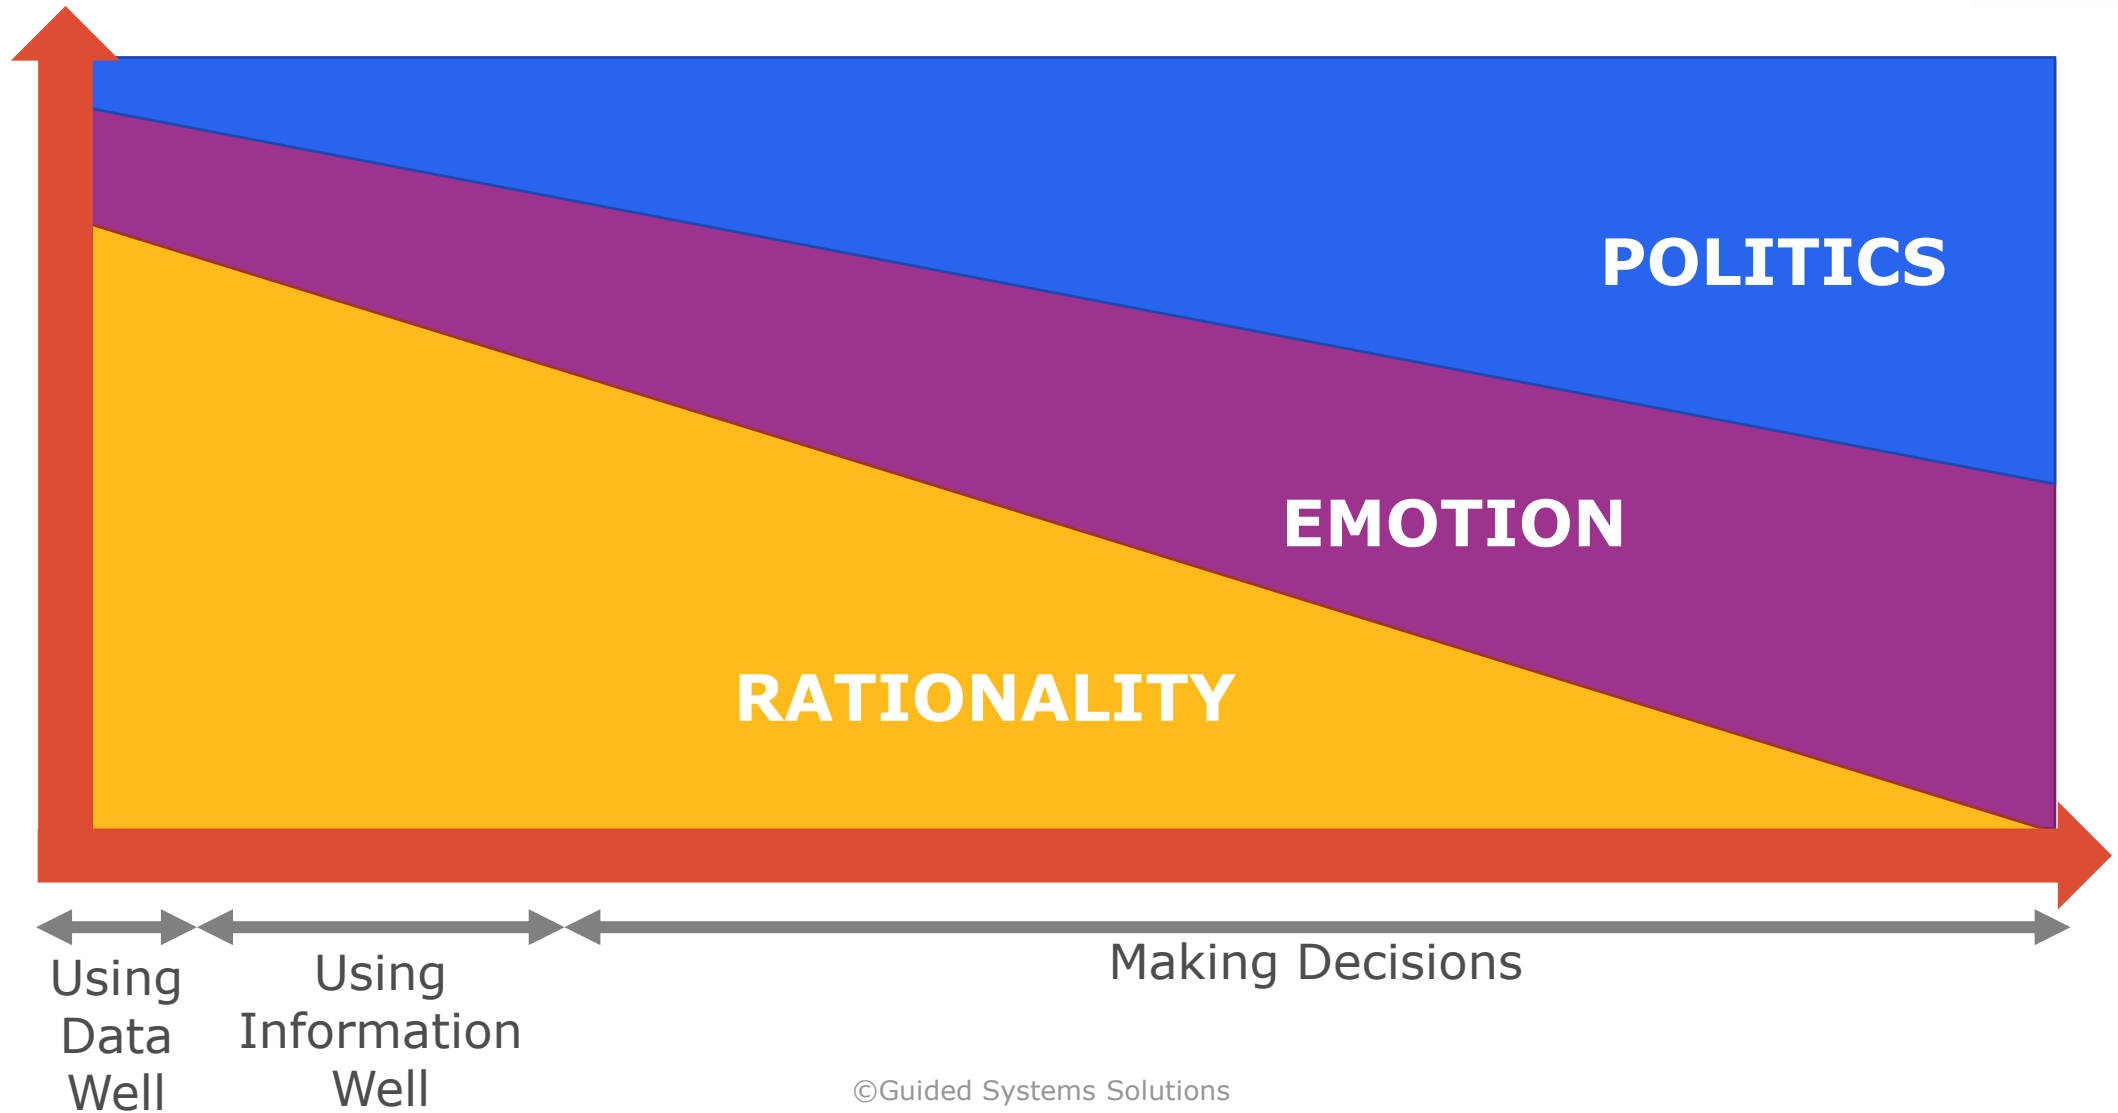 POLITICS
EMOTION
RATIONALITY
Using
Data
Well
Using
Information
Well
Making Decisions
©Guided Systems Solutions